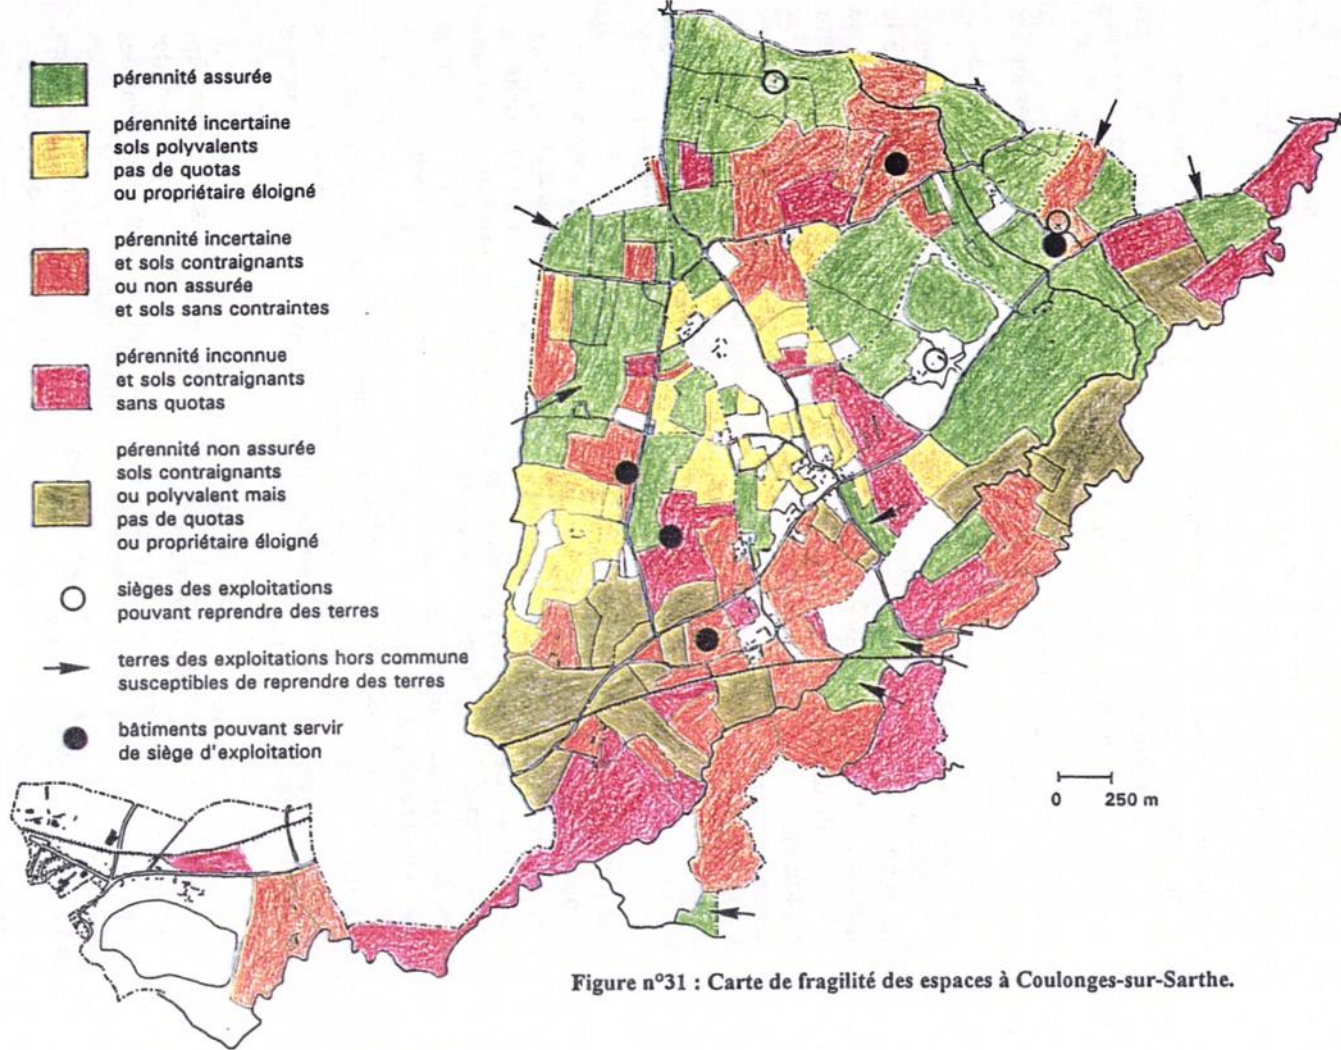 pérennité assurée
pérennité incertaine
sols polyvalents
pas de quotas
ou propriétaire éloigné
pérennité incertaine
et sols contraignants
ou non assurée
et sols sans contraintes
pérennité inconnue
et sols contraignants
sans quotas
pérennité non assurée
sols contraignants
ou polyvalent mais
pas de quotas
ou propriétaire éloigné
sièges des exploitations
pouvant reprendre des terres
terres des exploitations hors commune
susceptibles de reprendre des terres
bâtiments pouvant servir
de siège d'exploitation
0 250 m
Figure n°31 : Carte de fragilité des espaces à Coulonges-sur-Sarthe.